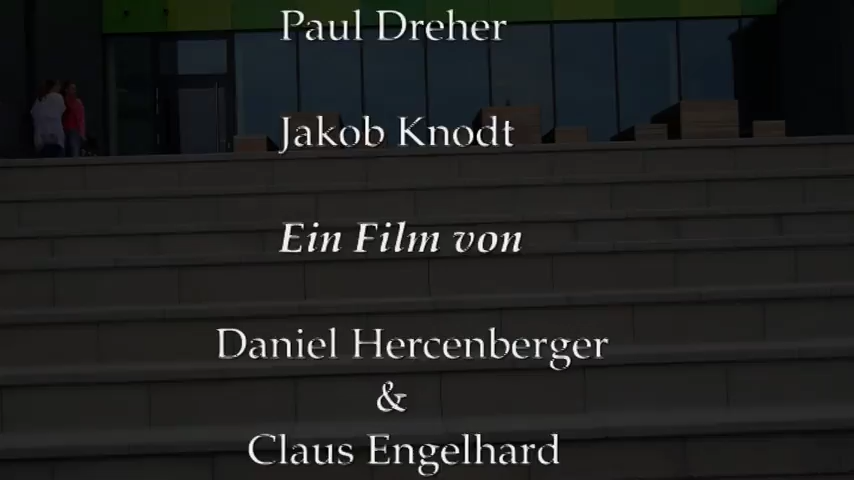 Paul Dreher
Jakob Knodt
Ein Film von
Daniel Hercenberger
&
Claus Engelhard